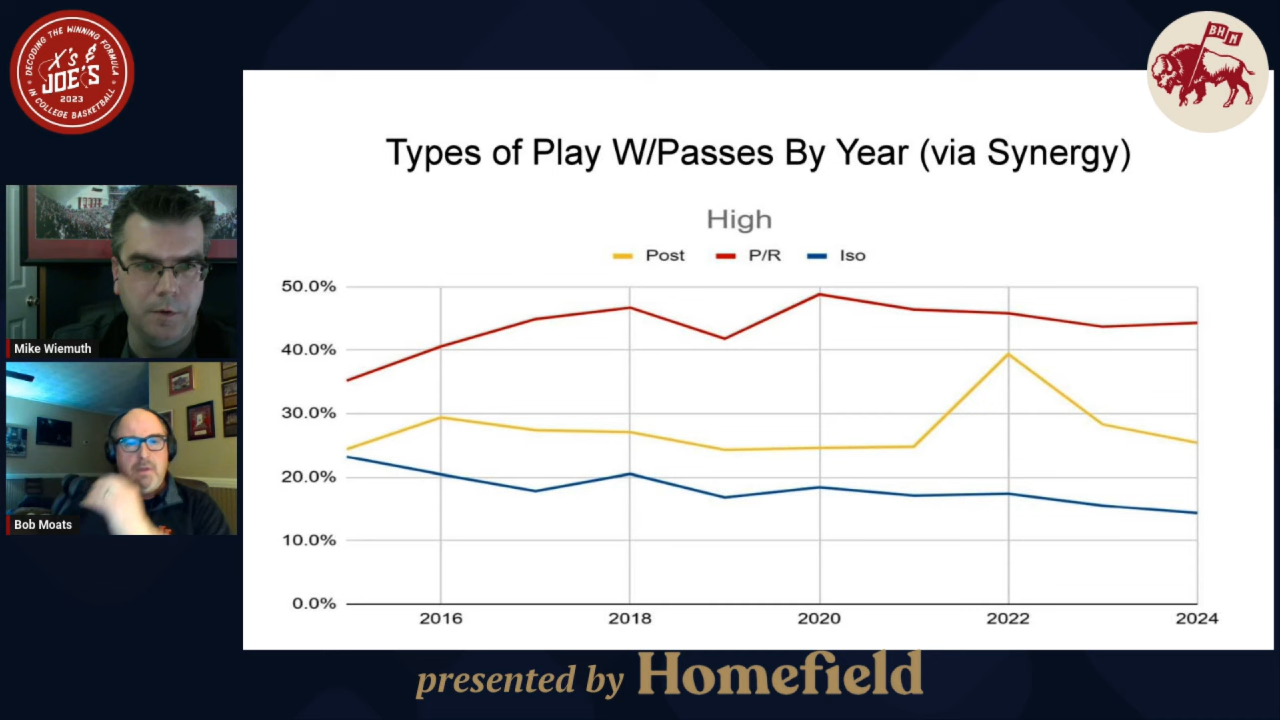 DECODING THE WINNING FORMULA
X's &
JOE'S
2023
IN COLLEGE BASKETBALL
BHM
Types of Play W/Passes By Year (via Synergy)
High
Post P/R Iso
50.0%
40.0%
30.0%
20.0%
10.0%
0.0%
2016 2018 2020 2022 2024
Mike Wiemuth
Bob Moats
presented by Homefield